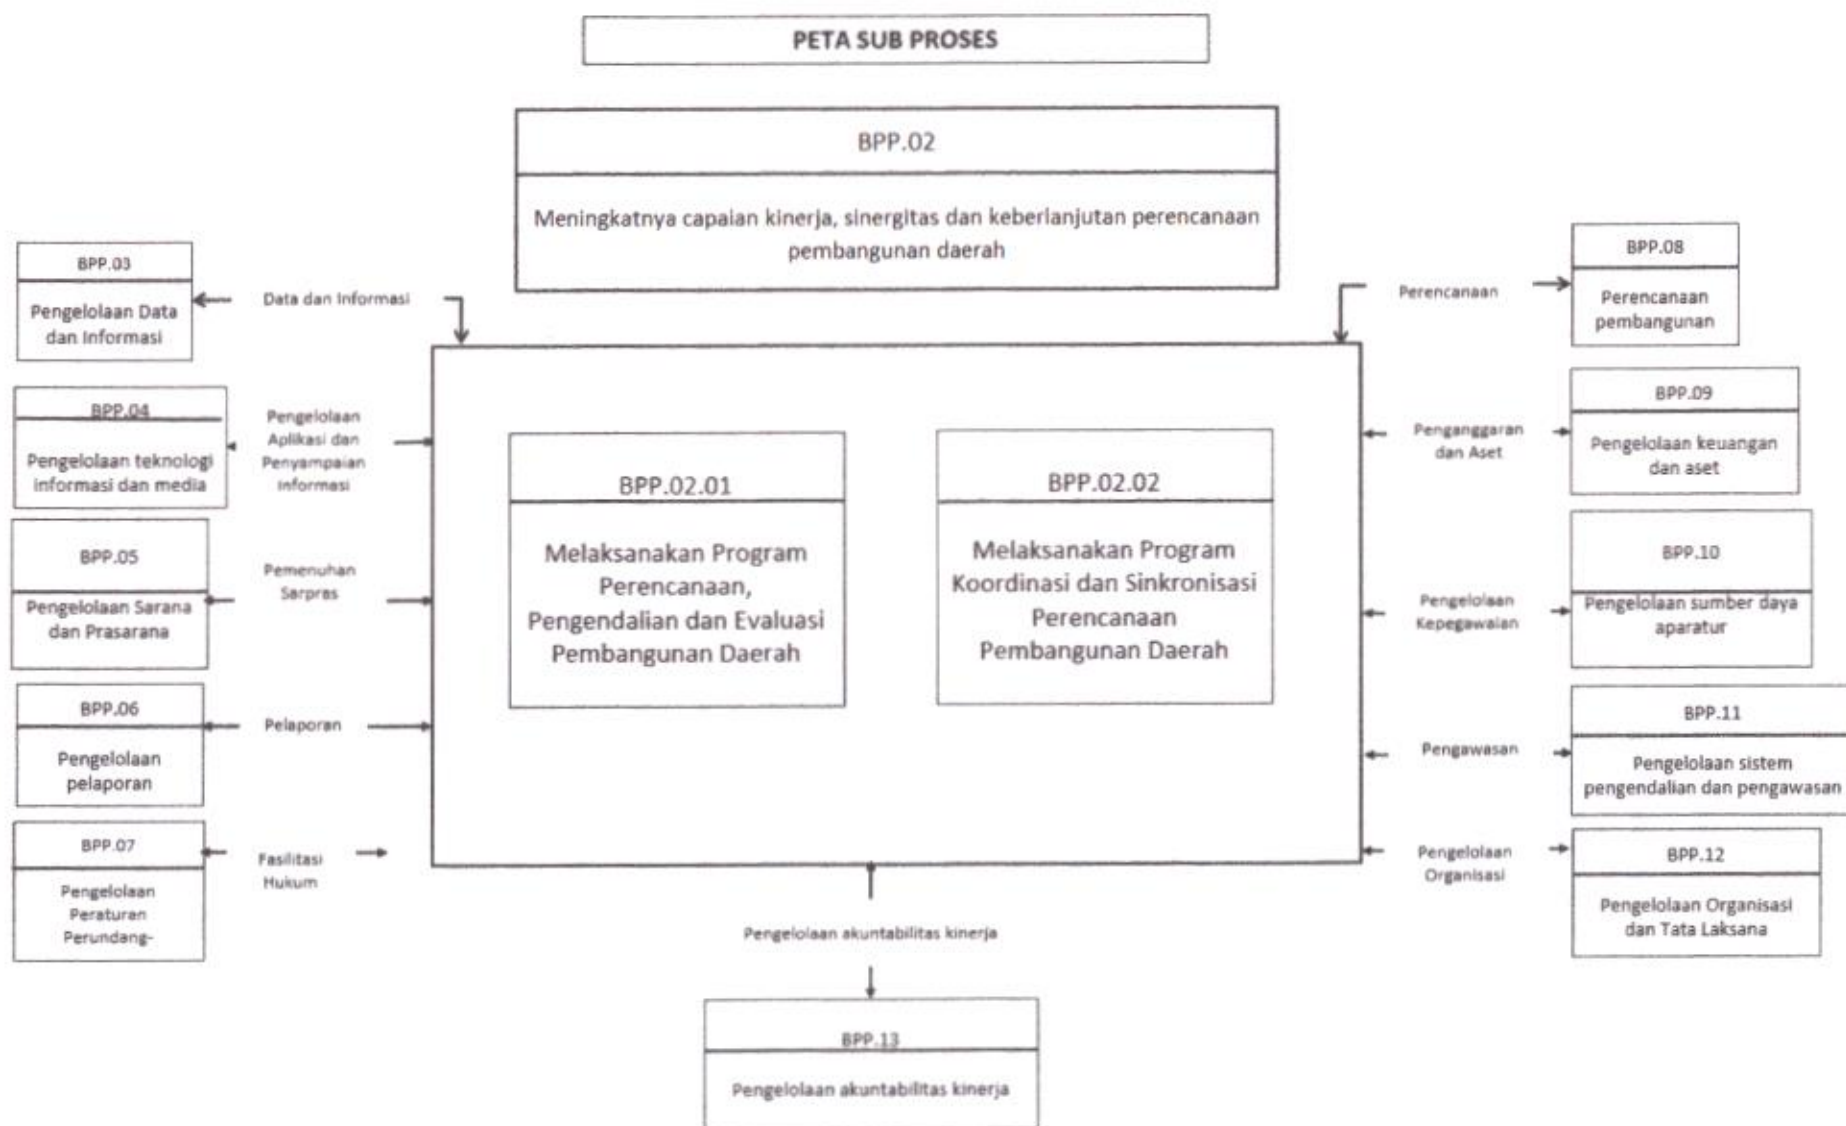 PETA SUB PROSES
BPP.02
Meningkatnya capaian kinerja, sinergitas dan keberlanjutan perencanaan
pembangunan daerah
BPP.03
Pengelolaan Data
dan Informasi
Data dan Informasi
BPP.04
Pengelolaan teknologi
informasi dan media
Pengelolaan
Aplikasi dan
Penyampaian
Informasi
BPP.05
Pengelolaan Sarana
dan Prasarana
Pemenuhan
Sarpras
BPP.06
Pengelolaan
pelaporan
Pelaporan
BPP.07
Pengelolaan
Peraturan
Perundang-
Fasilitasi
Hukum
BPP.02.01
Melaksanakan Program
Perencanaan,
Pengendalian dan Evaluasi
Pembangunan Daerah
BPP.02.02
Melaksanakan Program
Koordinasi dan Sinkronisasi
Perencanaan
Pembangunan Daerah
Perencanaan
BPP.08
Perencanaan
pembangunan
Penganggaran
dan Aset
BPP.09
Pengelolaan keuangan
dan aset
Pengelolaan
Kepegawaian
BPP.10
Pengelolaan sumber daya
aparatur
Pengawasan
BPP.11
Pengelolaan sistem
pengendalian dan pengawasan
Pengelolaan
Organisasi
BPP.12
Pengelolaan Organisasi
dan Tata Laksana
Pengelolaan akuntabilitas kinerja
BPP.13
Pengelolaan akuntabilitas kinerja